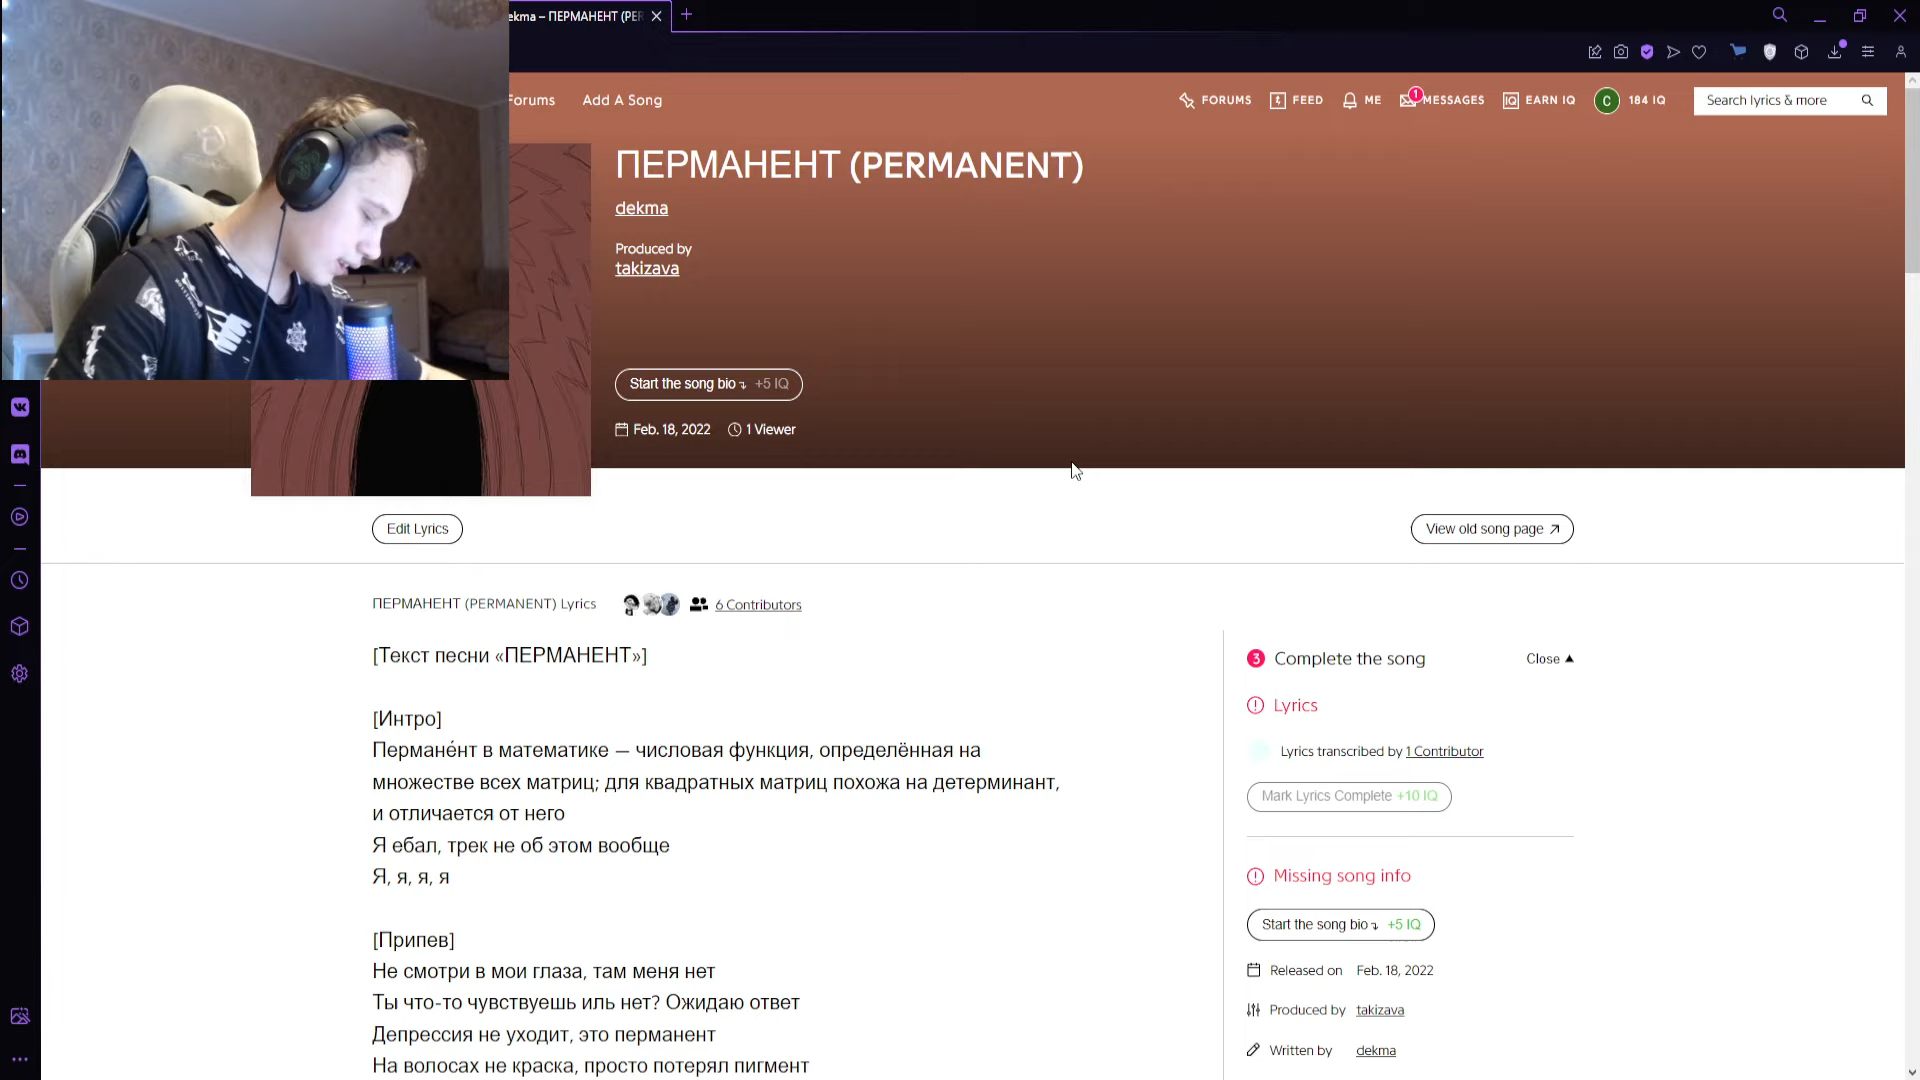 ekma – ПЕРМАНЕНТ (PER
Forums
Add A Song
FORUMS
FEED
ME
1
MESSAGES
IQ
EARN IQ
C
184 IQ
Search lyrics & more
ПЕРМАНЕНТ (PERMANENT)
dekma
Produced by
takizava
Start the song bio +5 IQ
Feb. 18, 2022
1 Viewer
Edit Lyrics
View old song page
ПЕРМАНЕНТ (PERMANENT) Lyrics
6 Contributors
[Текст песни «ПЕРМАНЕНТ»]
[Интро]
Пермане́нт в математике — числовая функция, определённая на
множестве всех матриц; для квадратных матриц похожа на детерминант,
и отличается от него
Я ебал, трек не об этом вообще
Я, я, я, я
[Припев]
Не смотри в мои глаза, там меня нет
Ты что-то чувствуешь иль нет? Ожидаю ответ
Депрессия не уходит, это перманент
На волосах не краска, просто потерял пигмент
3 Complete the song
Close
Lyrics
Lyrics transcribed by 1 Contributor
Mark Lyrics Complete +10 IQ
Missing song info
Start the song bio +5 IQ
Released on Feb. 18, 2022
Produced by takizava
Written by dekma